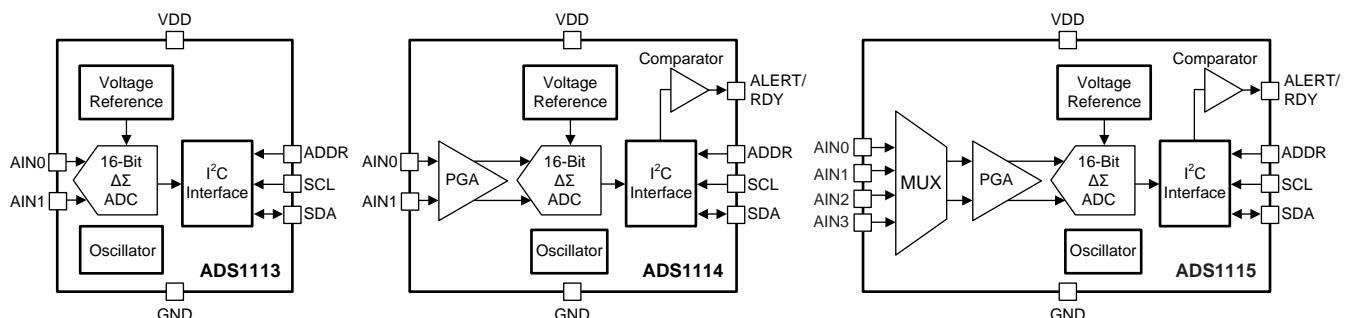 VDD
Voltage
Reference
AIN0
AIN1
16-Bit
ΔΣ
ADC
I²C
Interface
ADDR
SCL
SDA
Oscillator
ADS1113
GND
VDD
Comparator
ALERT/
RDY
Voltage
Reference
AIN0
AIN1
PGA
16-Bit
ΔΣ
ADC
I²C
Interface
ADDR
SCL
SDA
Oscillator
ADS1114
GND
VDD
Comparator
ALERT/
RDY
Voltage
Reference
AIN0
AIN1
AIN2
AIN3
MUX
PGA
16-Bit
ΔΣ
ADC
I²C
Interface
ADDR
SCL
SDA
Oscillator
ADS1115
GND